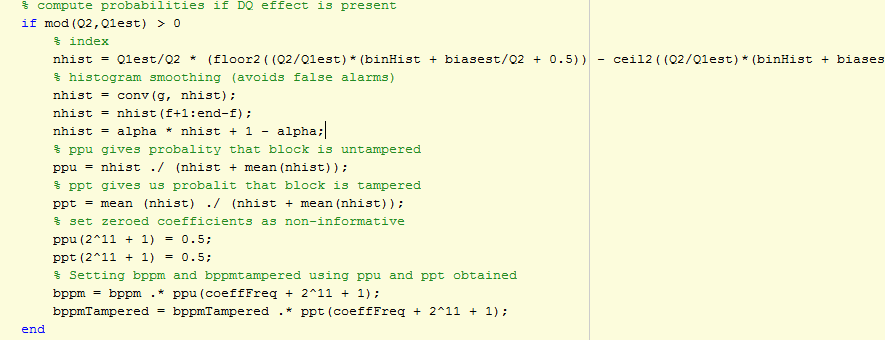 % compute probabilities if DQ effect is present
if mod(Q2,Q1est) > 0
% index
nhist = Q1est/Q2 * (floor2((Q2/Q1est)*(binHist + biasest/Q2 + 0.5)) - ceil2((Q2/Q1est)*(binHist + biases
% histogram smoothing (avoids false alarms)
nhist = conv(g, nhist);
nhist = nhist(f+1:end-f);
nhist = alpha * nhist + 1 - alpha;
% ppu gives probality that block is untampered
ppu = nhist ./ (nhist + mean(nhist));
% ppt gives us probalit that block is tampered
ppt = mean (nhist) ./ (nhist + mean(nhist));
% set zeroed coefficients as non-informative
ppu(2^11 + 1) = 0.5;
ppt(2^11 + 1) = 0.5;
% Setting bppm and bppmtampered using ppu and ppt obtained
bppm = bppm .* ppu(coeffFreq + 2^11 + 1);
bppmTampered = bppmTampered .* ppt(coeffFreq + 2^11 + 1);
end